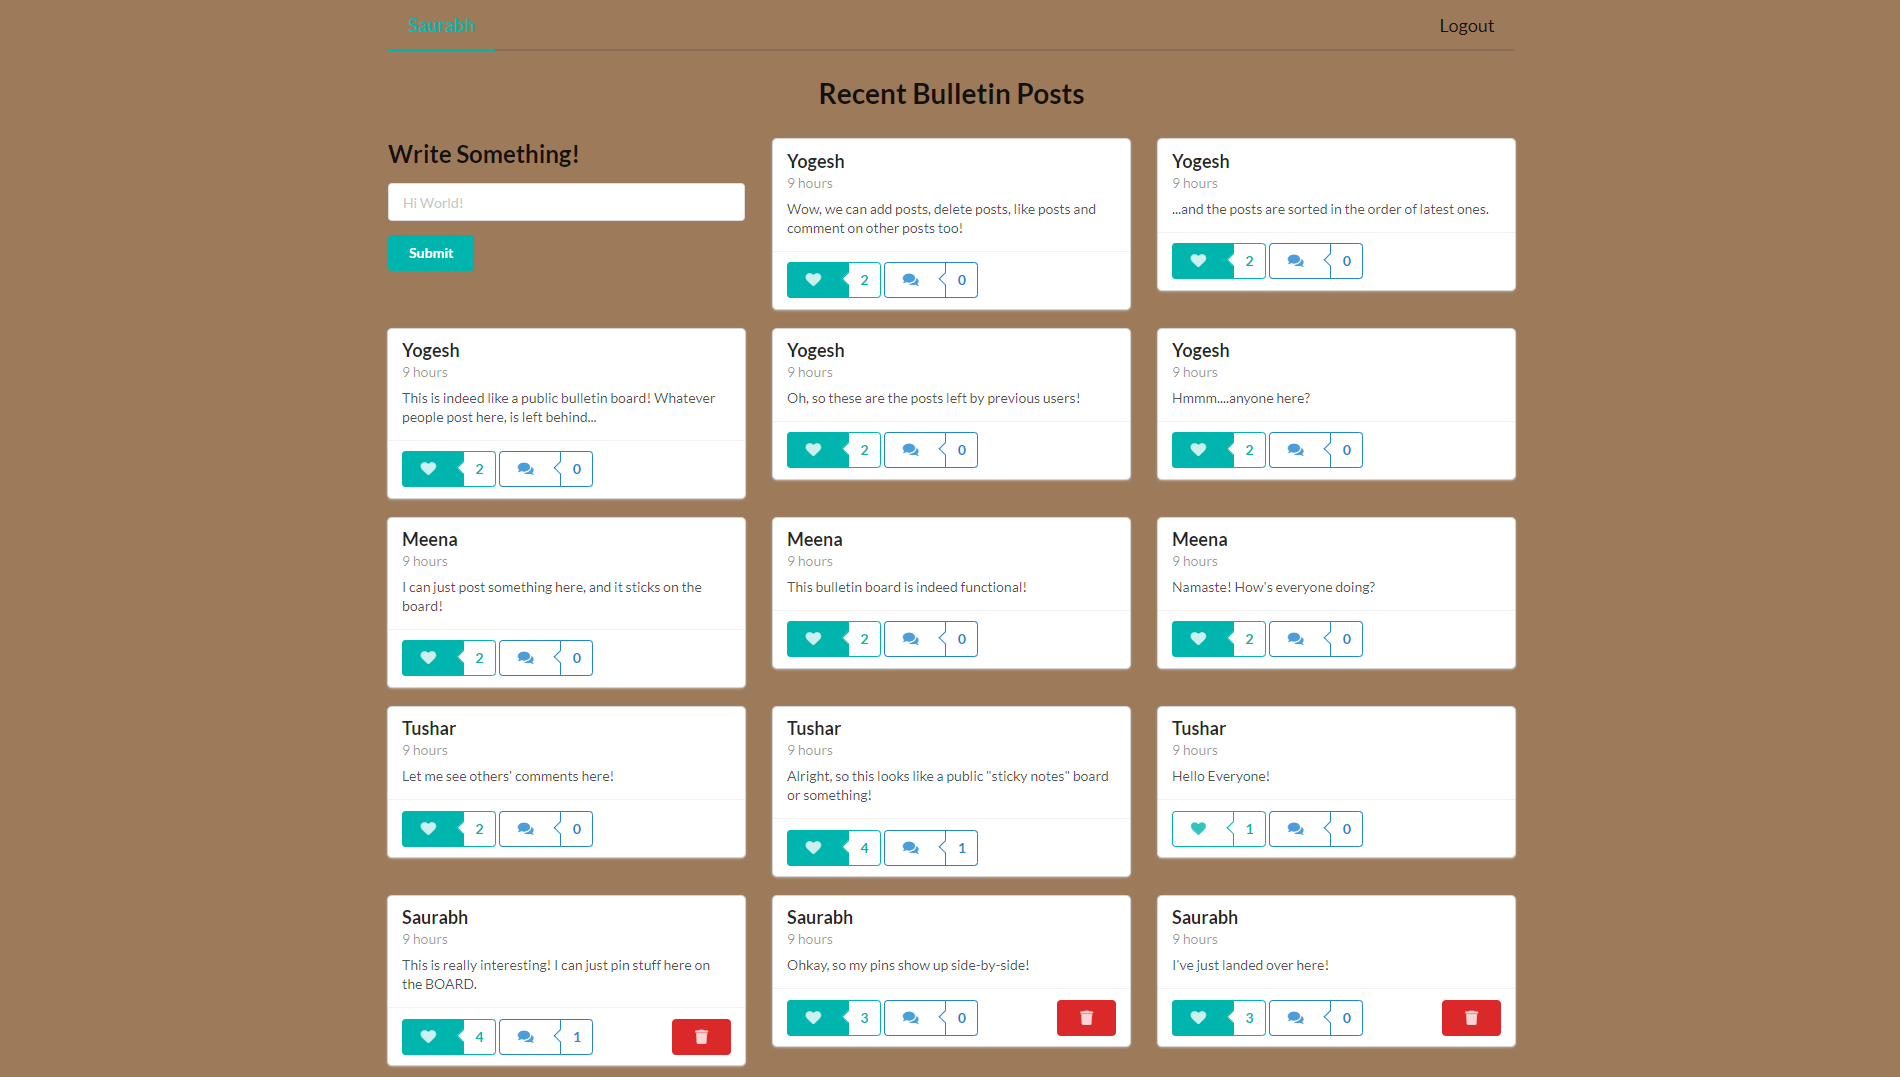 Saurabh
Logout
Recent Bulletin Posts
Write Something!
Hi World!
Submit
Yogesh
9 hours
Wow, we can add posts, delete posts, like posts and
comment on other posts too!
2
0
Yogesh
9 hours
...and the posts are sorted in the order of latest ones.
2
0
Yogesh
9 hours
This is indeed like a public bulletin board! Whatever
people post here, is left behind...
2
0
Yogesh
9 hours
Oh, so these are the posts left by previous users!
2
0
Yogesh
9 hours
Hmmm....anyone here?
2
0
Meena
9 hours
I can just post something here, and it sticks on the
board!
2
0
Meena
9 hours
This bulletin board is indeed functional!
2
0
Meena
9 hours
Namaste! How's everyone doing?
2
0
Tushar
9 hours
Let me see others' comments here!
2
0
Tushar
9 hours
Alright, so this looks like a public "sticky notes" board
or something!
4
1
Tushar
9 hours
Hello Everyone!
1
0
Saurabh
9 hours
This is really interesting! I can just pin stuff here on
the BOARD.
4
1
Saurabh
9 hours
Ohkay, so my pins show up side-by-side!
3
0
Saurabh
9 hours
I've just landed over here!
3
0